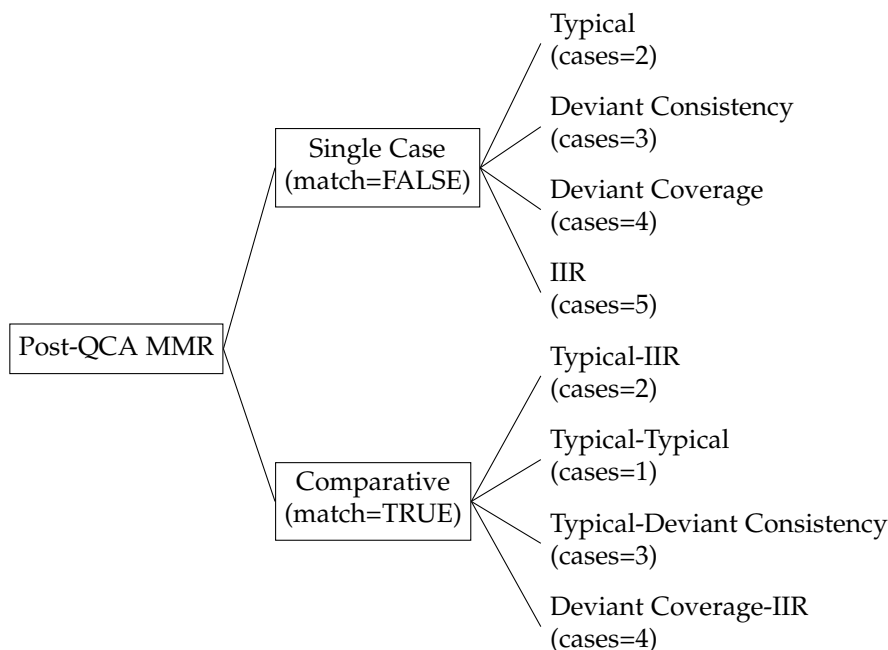 Typical
(cases=2)
Deviant Consistency
(cases=3)
Single Case
(match=FALSE)
Deviant Coverage
(cases=4)
IIR
(cases=5)
Post-QCA MMR
Typical-IIR
(cases=2)
Typical-Typical
(cases=1)
Comparative
(match=TRUE)
Typical-Deviant Consistency
(cases=3)
Deviant Coverage-IIR
(cases=4)